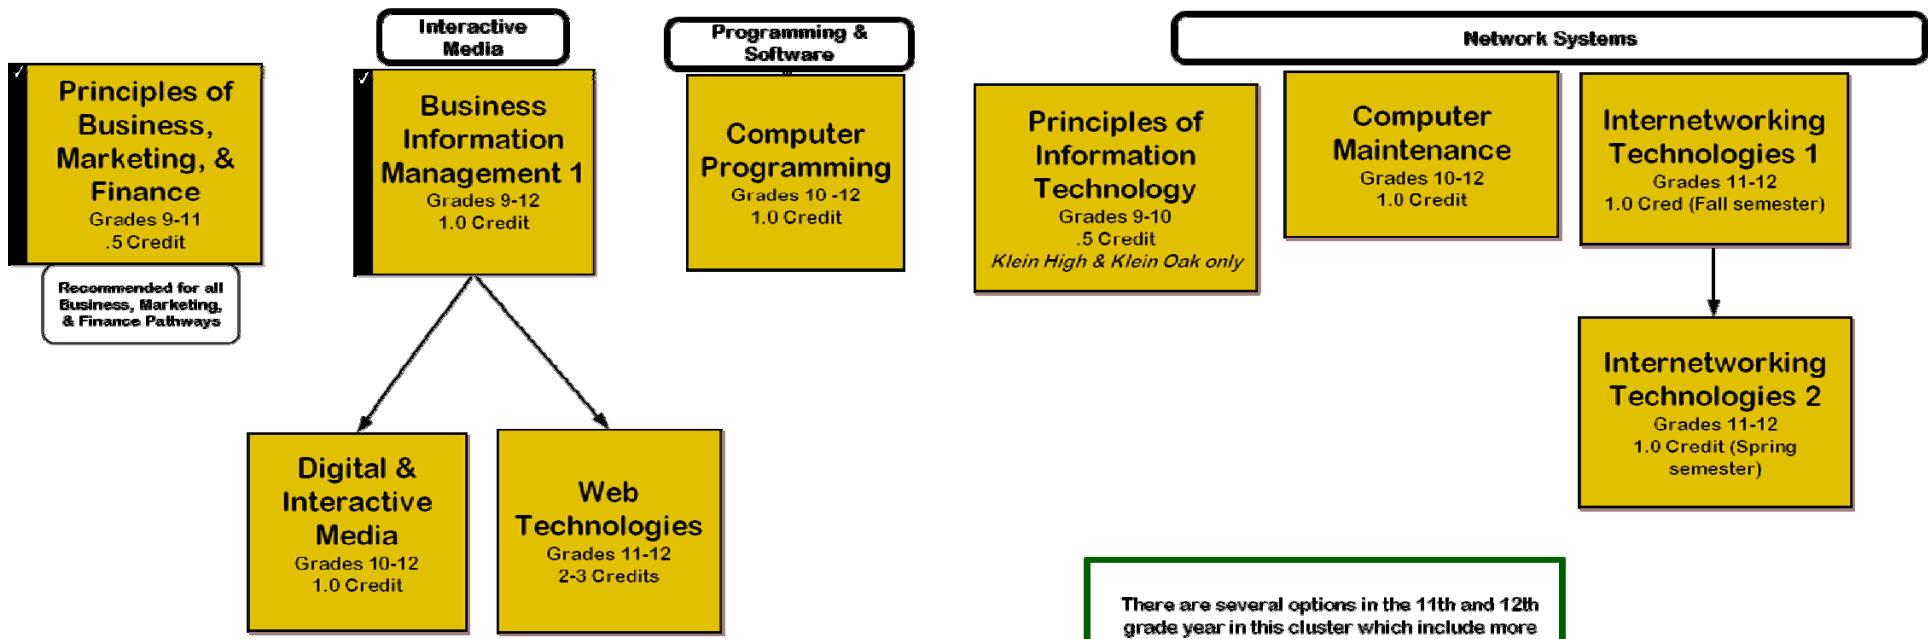 Interactive
Media
Programming &
Software
Network Systems
✓
Principles of
Business,
Marketing, &
Finance
Grades 9-11
.5 Credit
Recommended for all
Business, Marketing,
& Finance Pathways
✓
Business
Information
Management 1
Grades 9-12
1.0 Credit
Computer
Programming
Grades 10 -12
1.0 Credit
Principles of
Information
Technology
Grades 9-10
.5 Credit
Klein High & Klein Oak only
Computer
Maintenance
Grades 10-12
1.0 Credit
Internetworking
Technologies 1
Grades 11-12
1.0 Cred (Fall semester)
Internetworking
Technologies 2
Grades 11-12
1.0 Credit (Spring
semester)
Digital &
Interactive
Media
Grades 10-12
1.0 Credit
Web
Technologies
Grades 11-12
2-3 Credits
There are several options in the 11th and 12th
grade year in this cluster which include more